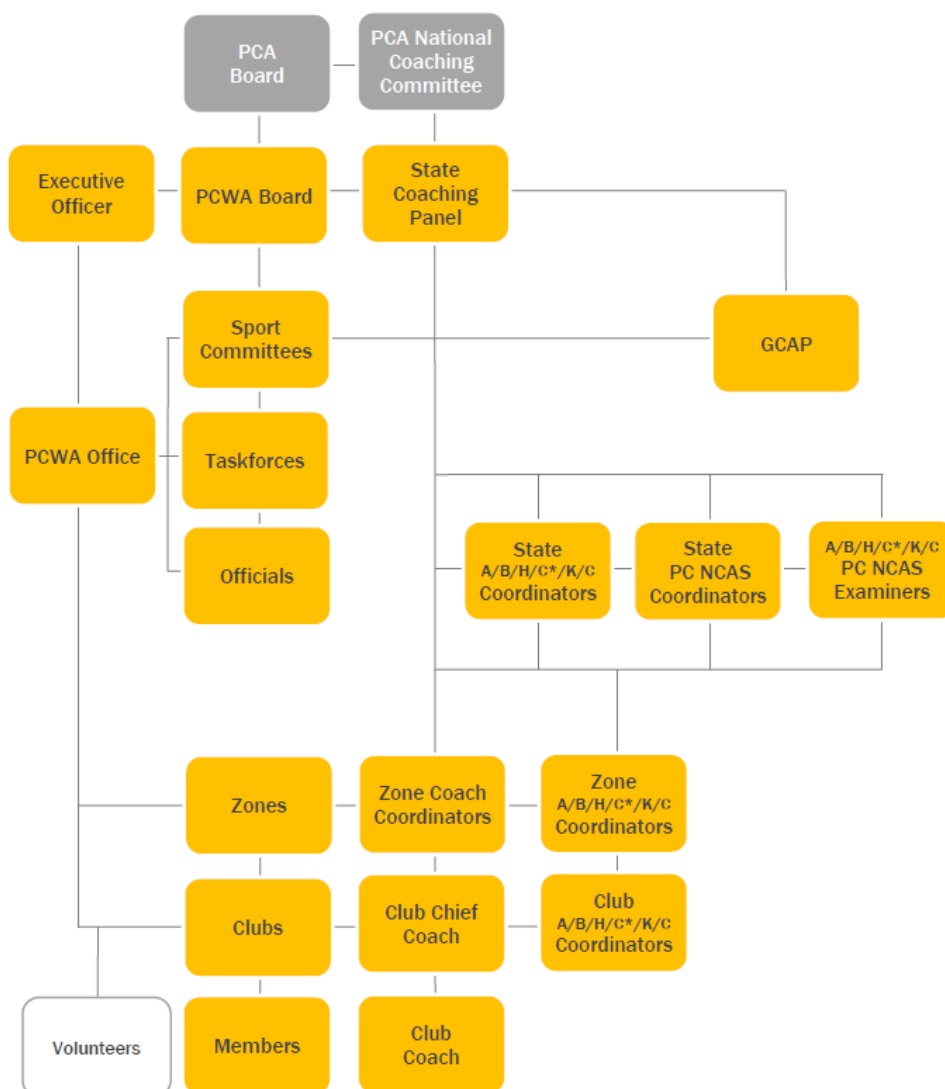 PCA
Board
PCA National
Coaching
Committee
Executive
Officer
PCWA Board
State
Coaching
Panel
Sport
Committees
GCAP
PCWA Office
Taskforces
Officials
State
A/B/H/C*/K/C
Coordinators
State
PC NCAS
Coordinators
A/B/H/C*/K/C
PC NCAS
Examiners
Zones
Zone Coach
Coordinators
Zone
A/B/H/C*/K/C
Coordinators
Clubs
Club Chief
Coach
Club
A/B/H/C*/K/C
Coordinators
Volunteers
Members
Club
Coach